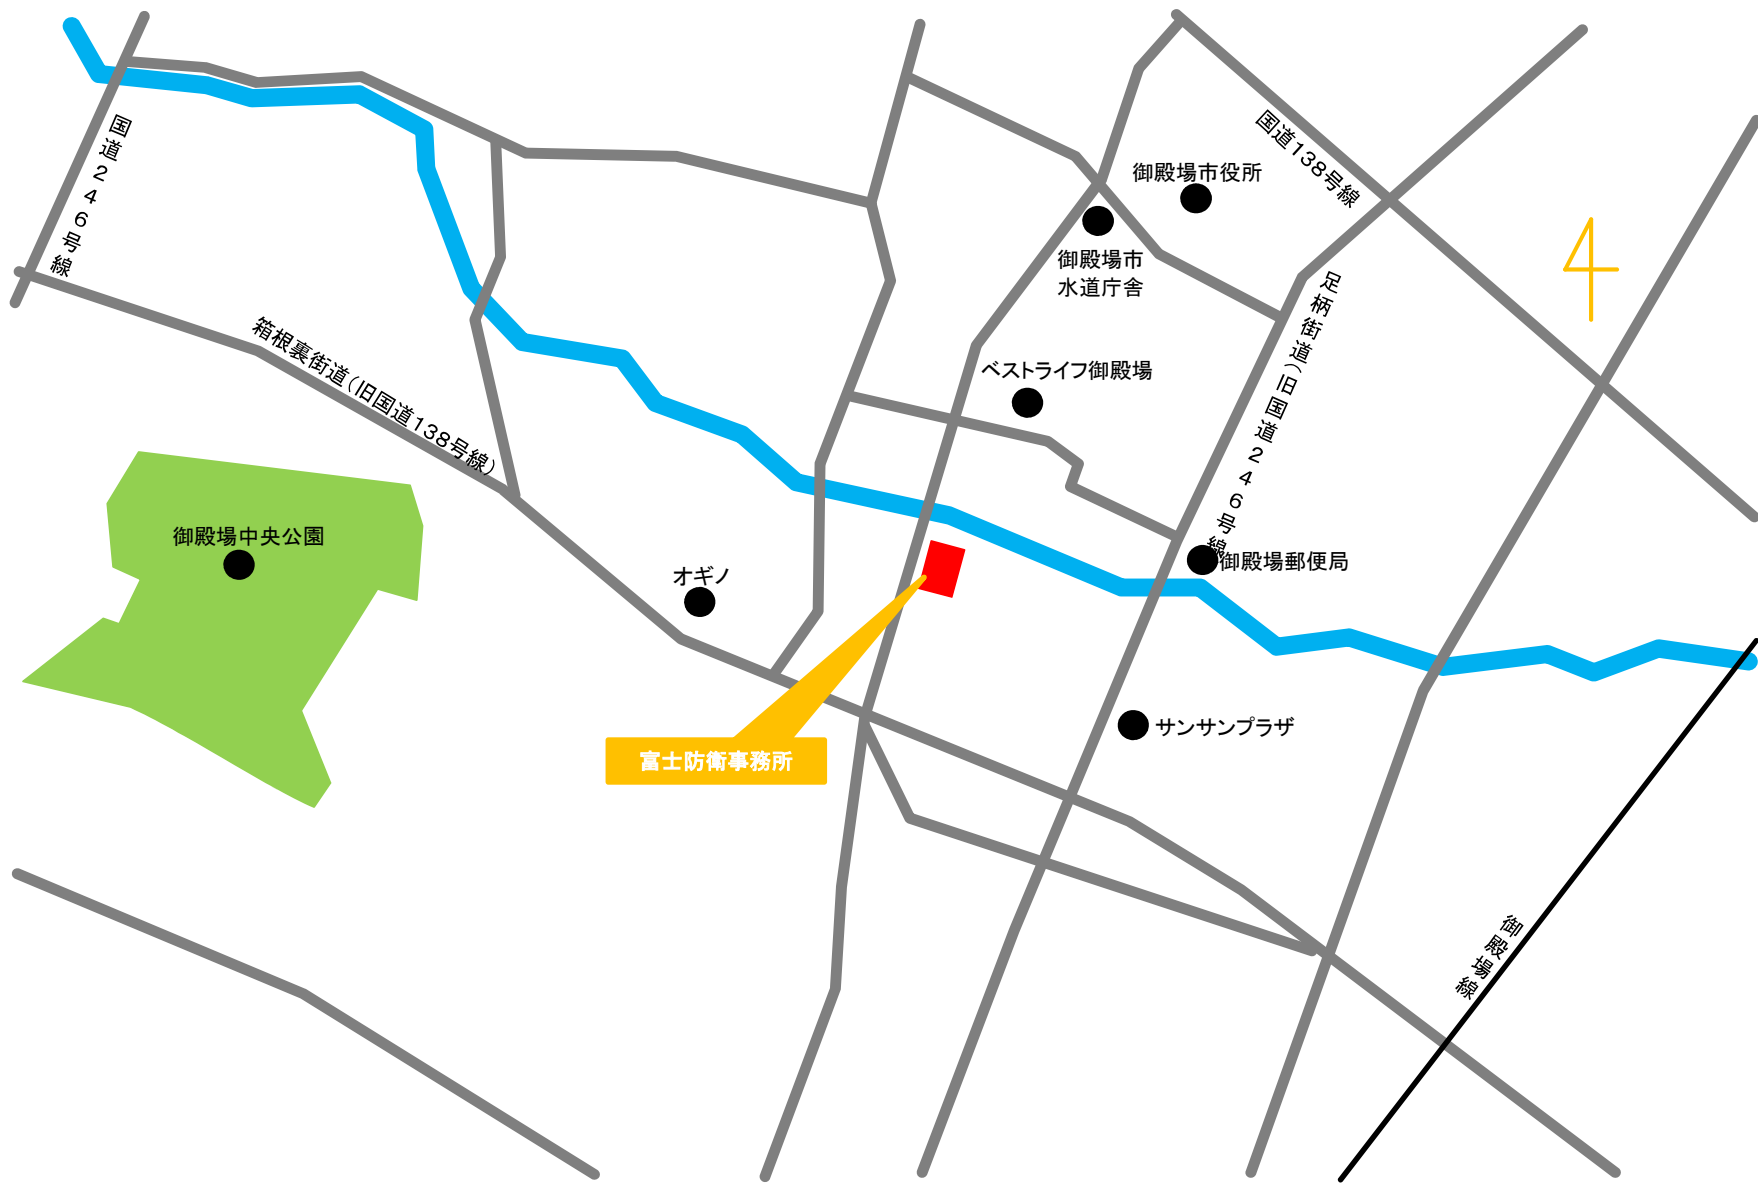 国道246号線
国道138号線
御殿場市役所
御殿場市
水道庁舎
足柄街道）旧国道246号線
箱根裏街道（旧国道138号線）
ベストライフ御殿場
御殿場中央公園
オギノ
御殿場郵便局
サンサンプラザ
富士防衛事務所
御殿場線